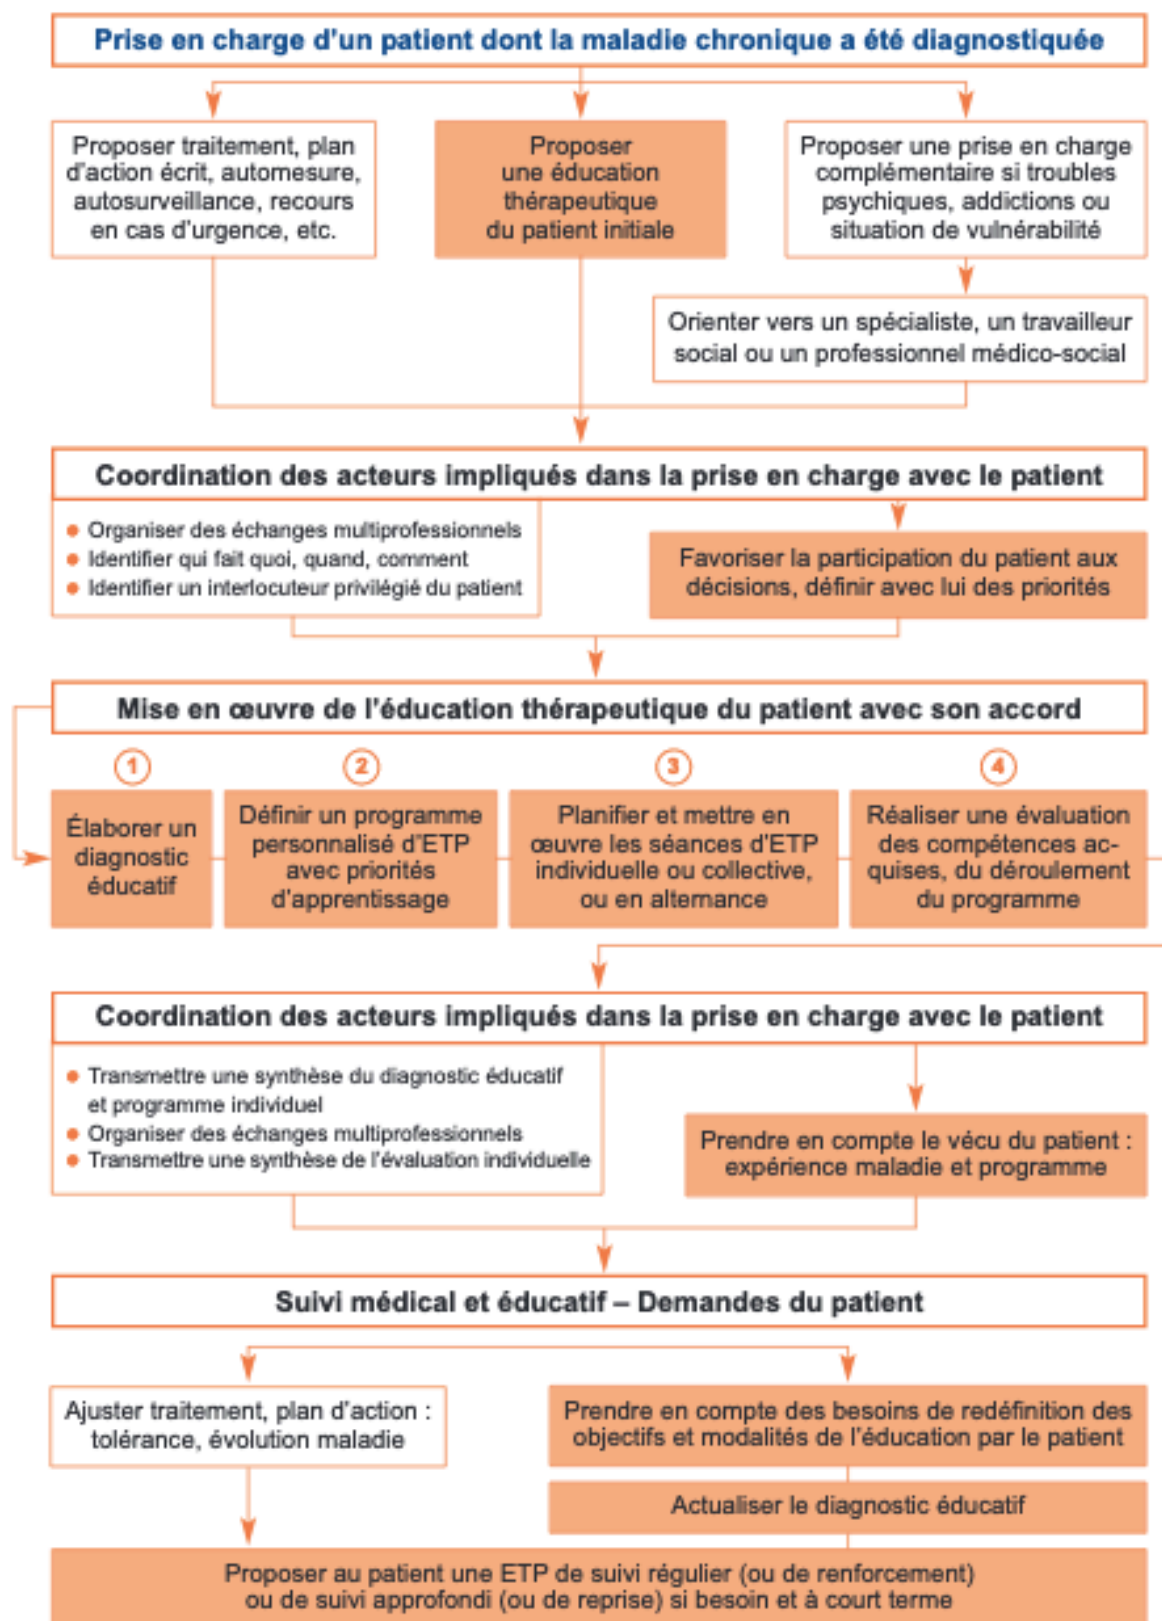 Prise en charge d'un patient dont la maladie chronique a été diagnostiquée
Proposer traitement, plan
d'action écrit, automesure,
autosurveillance, recours
en cas d'urgence, etc.
Proposer
une éducation
thérapeutique
du patient initiale
Proposer une prise en charge
complémentaire si troubles
psychiques, addictions ou
situation de vulnérabilité
Orienter vers un spécialiste, un travailleur
social ou un professionnel médico-social
Coordination des acteurs impliqués dans la prise en charge avec le patient
• Organiser des échanges multiprofessionnels
• Identifier qui fait quoi, quand, comment
• Identifier un interlocuteur privilégié du patient
Favoriser la participation du patient aux
décisions, définir avec lui des priorités
Mise en œuvre de l'éducation thérapeutique du patient avec son accord
1
Élaborer un
diagnostic
éducatif
2
Définir un programme
personnalisé d'ETP
avec priorités
d'apprentissage
3
Planifier et mettre en
œuvre les séances d'ETP
individuelle ou collective,
ou en alternance
4
Réaliser une évaluation
des compétences ac-
quises, du déroulement
du programme
Coordination des acteurs impliqués dans la prise en charge avec le patient
• Transmettre une synthèse du diagnostic éducatif
et programme individuel
• Organiser des échanges multiprofessionnels
• Transmettre une synthèse de l'évaluation individuelle
Prendre en compte le vécu du patient :
expérience maladie et programme
Suivi médical et éducatif – Demandes du patient
Ajuster traitement, plan d'action :
tolérance, évolution maladie
Prendre en compte des besoins de redéfinition des
objectifs et modalités de l'éducation par le patient
Actualiser le diagnostic éducatif
Proposer au patient une ETP de suivi régulier (ou de renforcement)
ou de suivi approfondi (ou de reprise) si besoin et à court terme